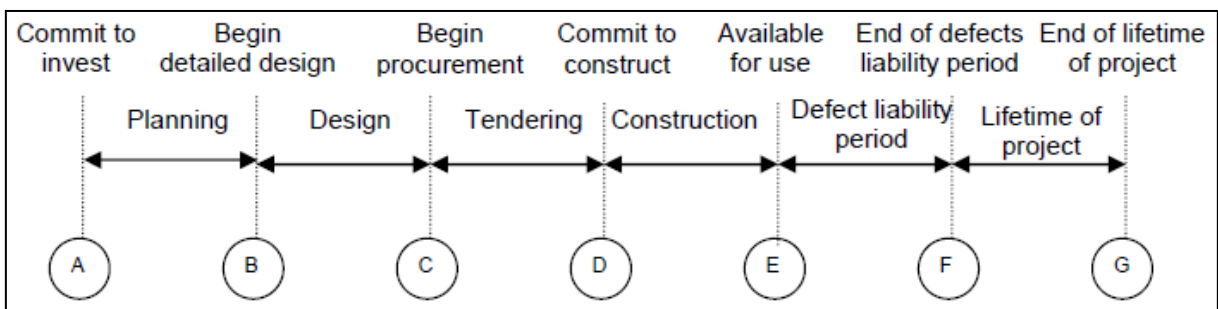 Commit to invest
Begin detailed design
Begin procurement
Commit to construct
Available for use
End of defects liability period
End of lifetime of project
Planning
Design
Tendering
Construction
Defect liability period
Lifetime of project
A
B
C
D
E
F
G